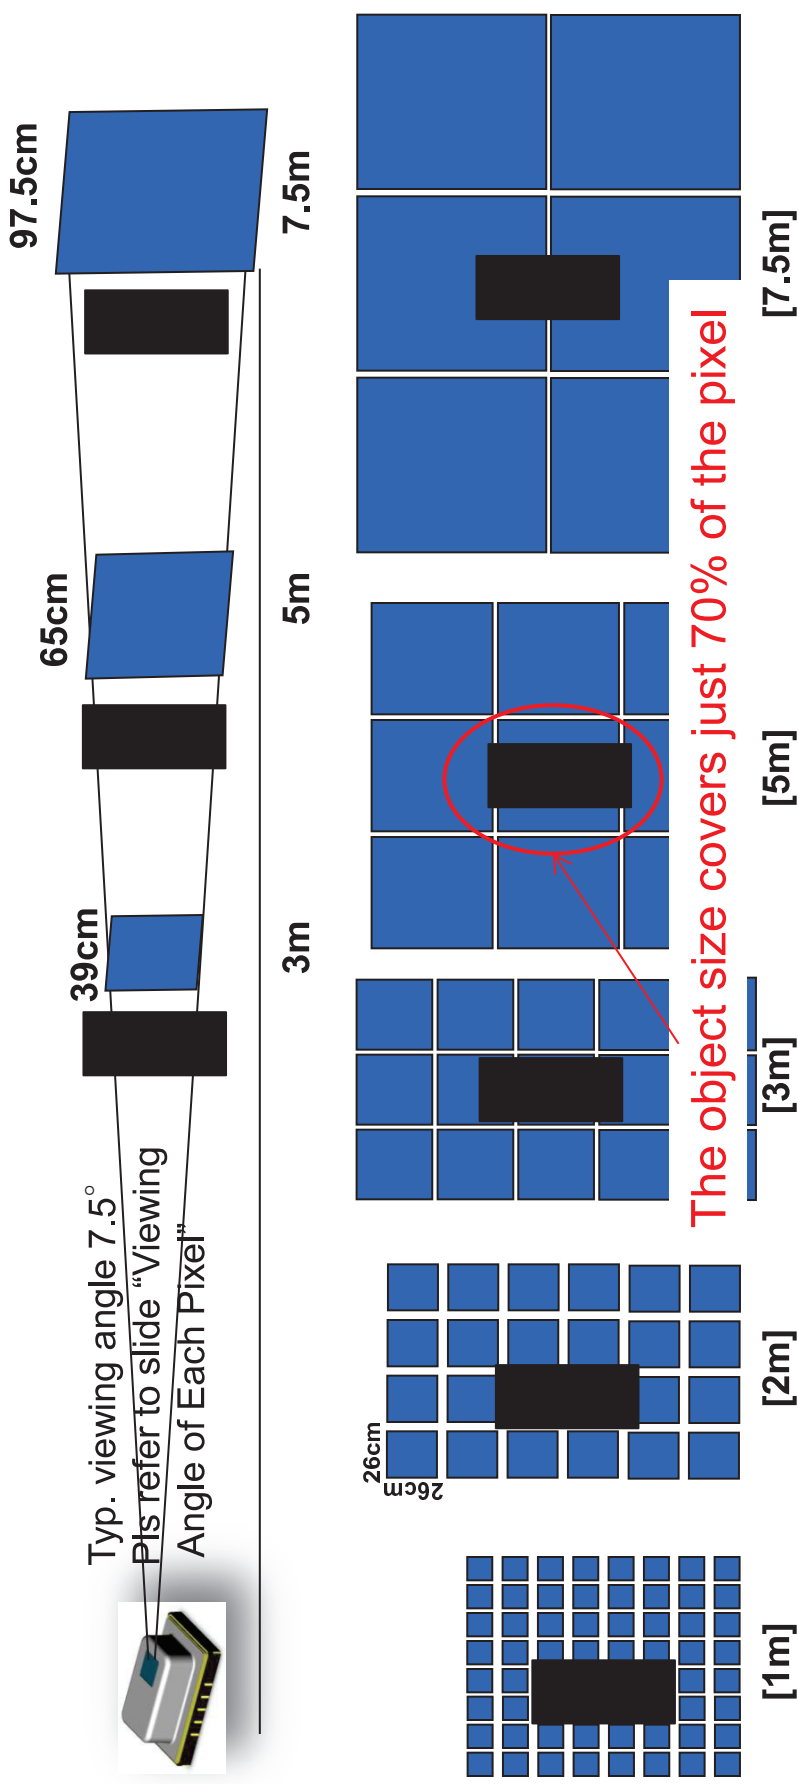 Typ. viewing angle 7.5°
Pls refer to slide “Viewing
Angle of Each Pixel”
39cm
65cm
97.5cm
3m
5m
7.5m
26cm
26cm
The object size covers just 70% of the pixel
[1m]
[2m]
[3m]
[5m]
[7.5m]